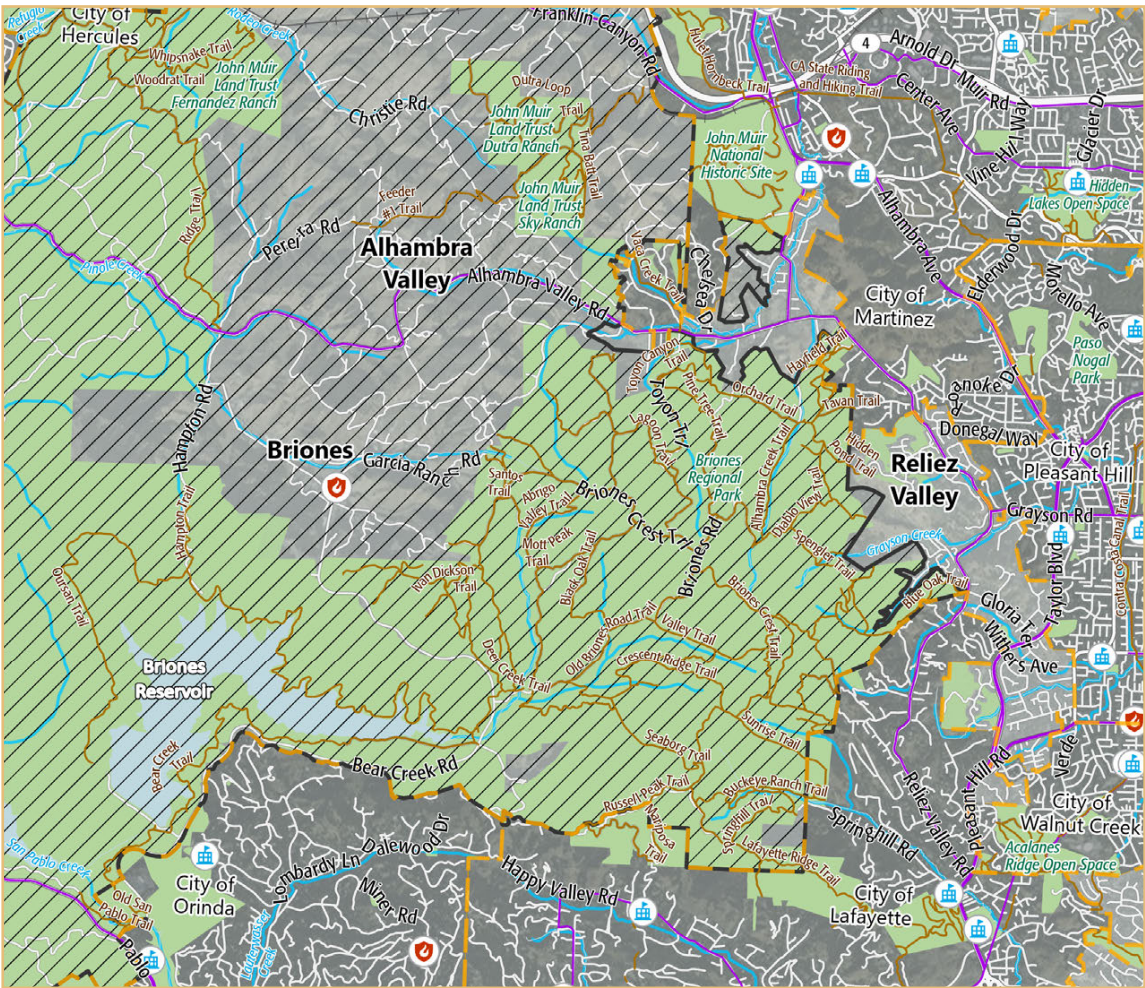 Refugio
Creek
City of
Hercules
Rodeo Creek
Franklin Canyon Rd
Whipsnake Trail
Woodrat Trail
John Muir
Land Trust
Fernandez Ranch
Christie Rd
Dutra Loop
Trail
John Muir
Land Trust
Dutra Ranch
Tina Batt Trail
Hulet Hornbeck Trail
CA State Riding
and Hiking Trail
4
Arnold Dr
Muir Rd
Center Ave
Vine Hill Way
Glacier Dr
John Muir
National
Historic Site
Hidden
Lakes Open Space
Ridge Trail
Feeder
#1 Trail
John Muir
Land Trust
Sky Ranch
Pereira Rd
Alhambra
Valley
Alhambra Valley Rd
Pinole Creek
Vaca Creek Trail
Chelsea Dr
Alhambra Ave
Elderwood Dr
Morello Ave
City of
Martinez
Paso
Nogal
Park
Toyon Canyon
Trail
Hayfield Trail
Orchard Trail
Tavan Trail
Roanoke Dr
Donegal Way
Hampton Rd
Toyon Trl
Pine Tree Trail
Lagoon Trail
Briones
Garcia Ranch Rd
Briones
Regional
Park
Alhambra Creek Trail
Diablo View Trail
Hidden
Pond Trail
Reliez
Valley
City of
Pleasant Hill
Grayson Rd
Hampton Trail
Santos
Trail
Abrigo
Valley Trail
Briones Crest Trl
Mott Peak
Trail
Black Oak Trail
Briones Rd
Spengler Trail
Grayson Creek
Blue Oak Trail
Taylor Blvd
Contra Costa Canal Trail
Oursan Trail
Ivan Dickson
Trail
Briones Crest Trail
Gloria Ter
Withers Ave
Old Briones Road Trail
Valley Trail
Crescent Ridge Trail
Deer Creek Trail
Briones
Reservoir
Bear Creek
Trail
Bear Creek Rd
Sunrise Trail
Seaborg Trail
Buckeye Ranch Trail
Russell Peak Trail
Springhill Trail
Mariposa
Trail
Lafayette Ridge Trail
Springhill Rd
Reliez Valley Rd
Pleasant Hill Rd
Verde
City of
Walnut Creek
Acalanes
Ridge Open Space
San Pablo Creek
City of
Orinda
Old San
Pablo Trail
Pablo
Lombardy Ln
Dalewood Dr
Miner Rd
Lauterwasser
Creek
Happy Valley Rd
City of
Lafayette